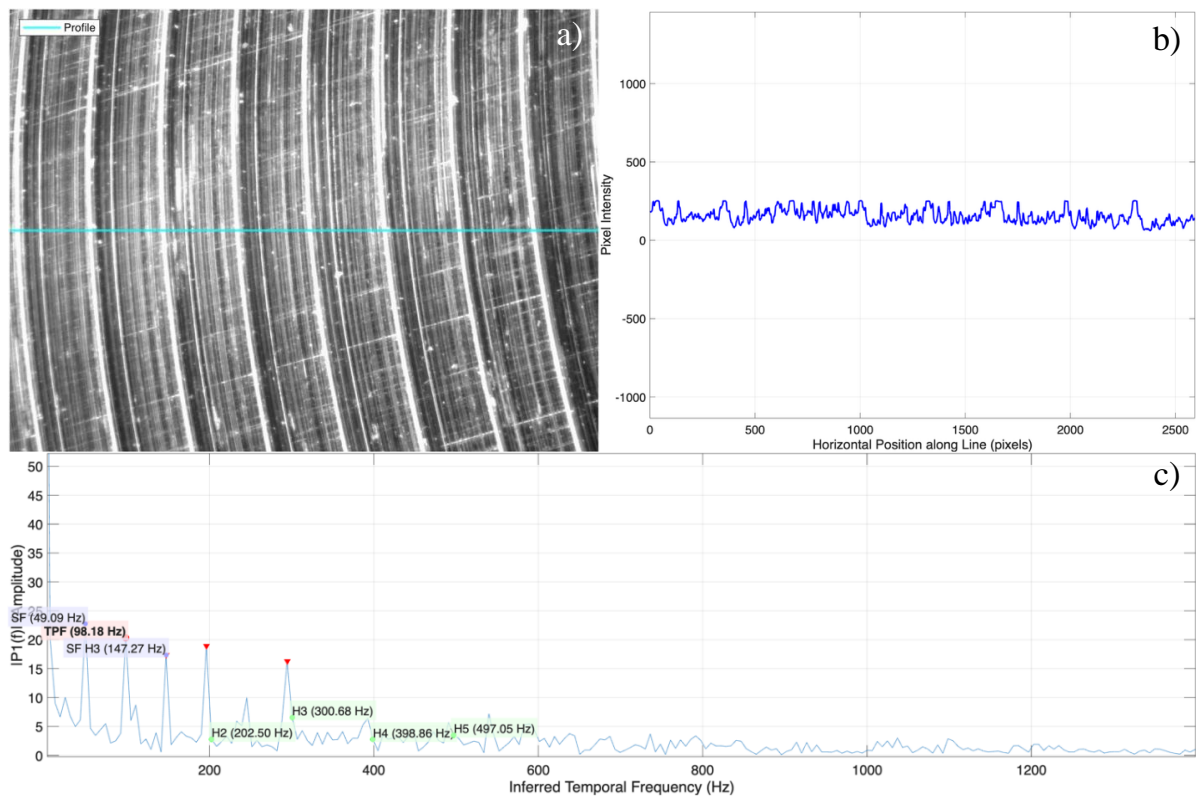 Profile
a)
b)
1000
500
0
-500
-1000
Pixel Intensity
0
500
1000
1500
2000
2500
Horizontal Position along Line (pixels)
c)
50
45
40
35
30
25
20
15
10
5
0
|P1(f)| Amplitude)
SF (49.09 Hz)
TPF (98.18 Hz)
SF H3 (147.27 Hz)
H2 (202.50 Hz)
H3 (300.68 Hz)
H4 (398.86 Hz)
H5 (497.05 Hz)
200
400
600
800
1000
1200
Inferred Temporal Frequency (Hz)